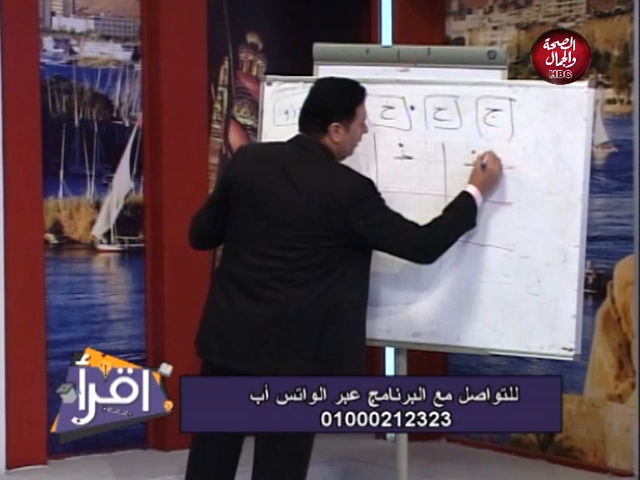 الصحة
والجمال
HBC
ج ح خ
اقرأ
للتواصل مع البرنامج عبر الواتس أب
01000212323